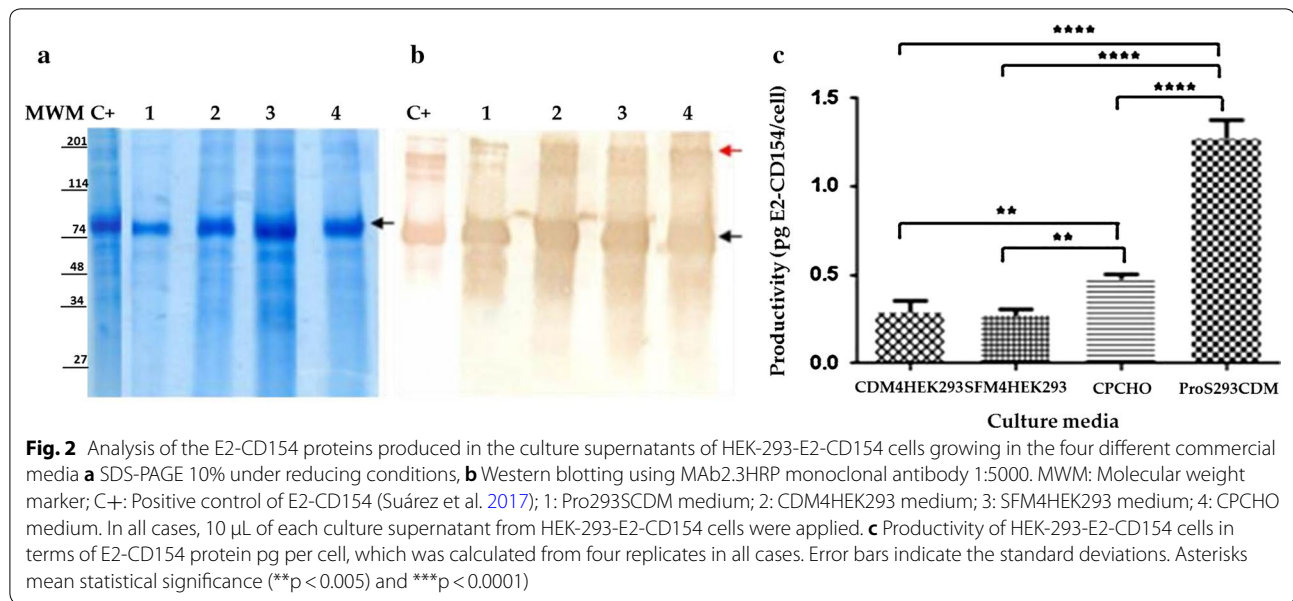 a
b
c
MWM C+ 1 2 3 4
C+ 1 2 3 4
201
114
74
48
34
27
****
****
****
**
**
Productivity (pg E2-CD154/cell)
1.5
1.0
0.5
0.0
CDM4HEK293 SFM4HEK293 CPCHO ProS293CDM
Culture media
Fig. 2 Analysis of the E2-CD154 proteins produced in the culture supernatants of HEK-293-E2-CD154 cells growing in the four different commercial
media a SDS-PAGE 10% under reducing conditions, b Western blotting using MAb2.3HRP monoclonal antibody 1:5000. MWM: Molecular weight
marker; C+: Positive control of E2-CD154 (Suárez et al. 2017); 1: Pro293SCDM medium; 2: CDM4HEK293 medium; 3: SFM4HEK293 medium; 4: CPCHO
medium. In all cases, 10 µL of each culture supernatant from HEK-293-E2-CD154 cells were applied. c Productivity of HEK-293-E2-CD154 cells in
terms of E2-CD154 protein pg per cell, which was calculated from four replicates in all cases. Error bars indicate the standard deviations. Asterisks
mean statistical significance (**p < 0.005) and ***p < 0.0001)